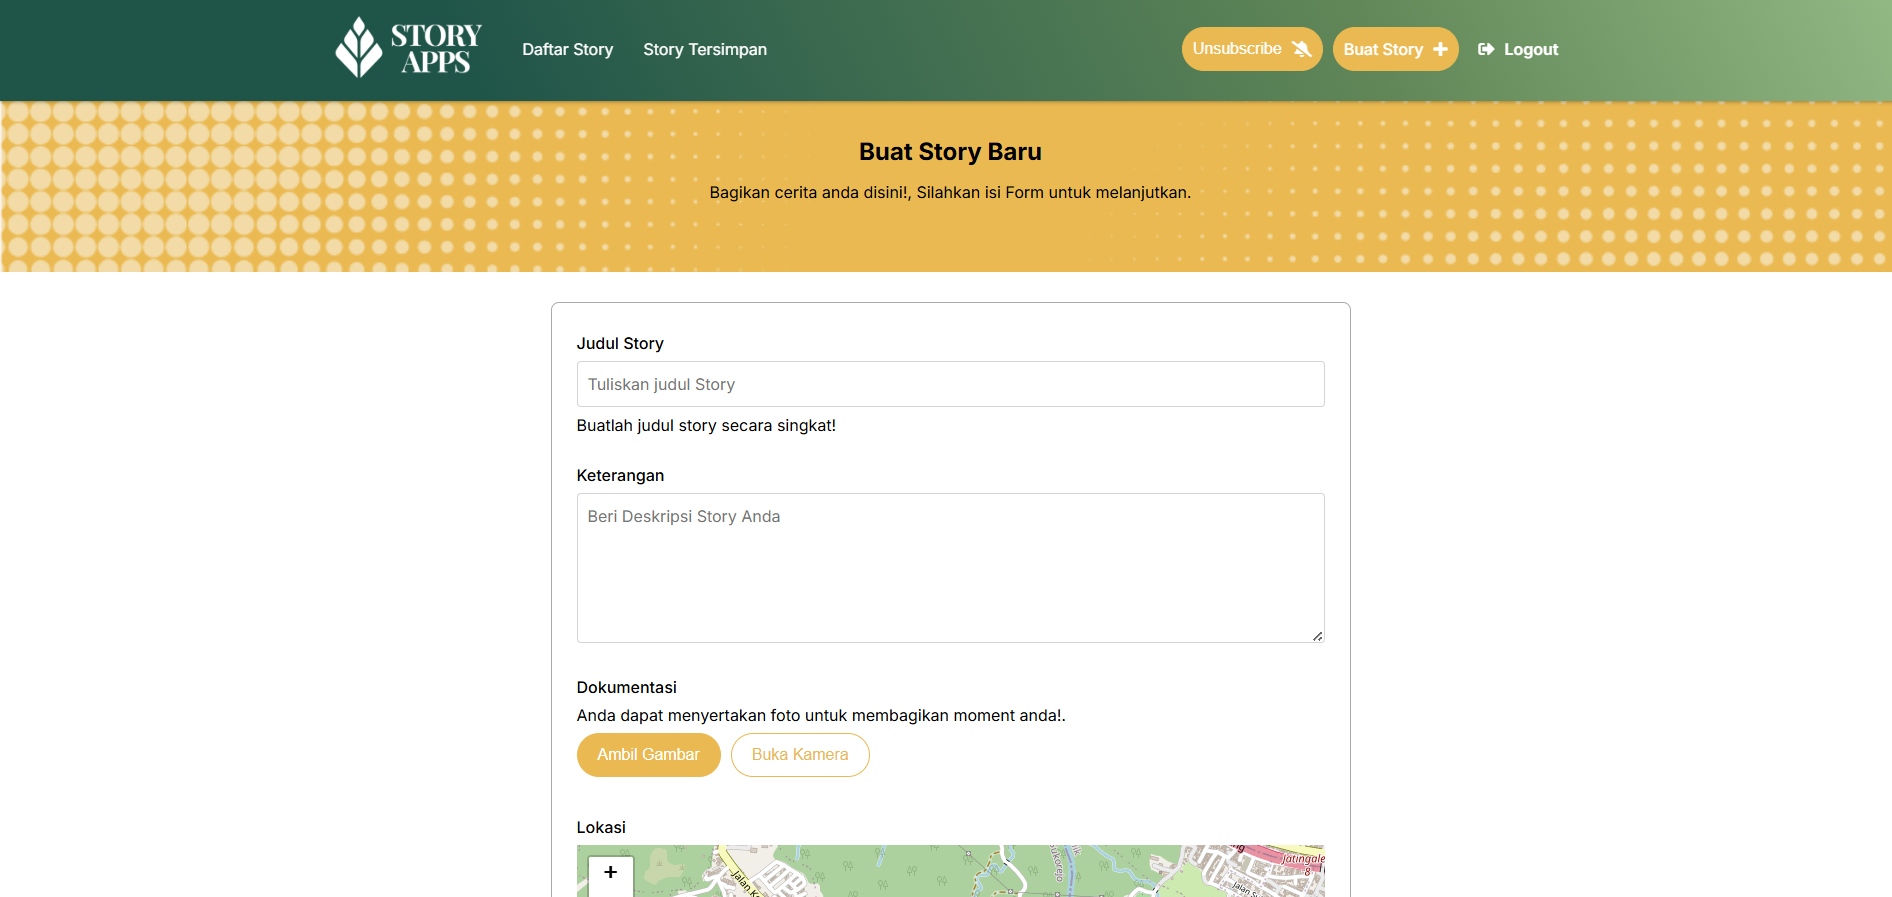 STORY
APPS
Daftar Story
Story Tersimpan
Unsubscribe
Buat Story
Logout
Buat Story Baru
Bagikan cerita anda disini!, Silahkan isi Form untuk melanjutkan.
Judul Story
Tuliskan judul Story
Buatlah judul story secara singkat!
Keterangan
Beri Deskripsi Story Anda
Dokumentasi
Anda dapat menyertakan foto untuk membagikan moment anda!.
Ambil Gambar
Buka Kamera
Lokasi
+
Jalan
Sukorejo
Jatingale
Jalan